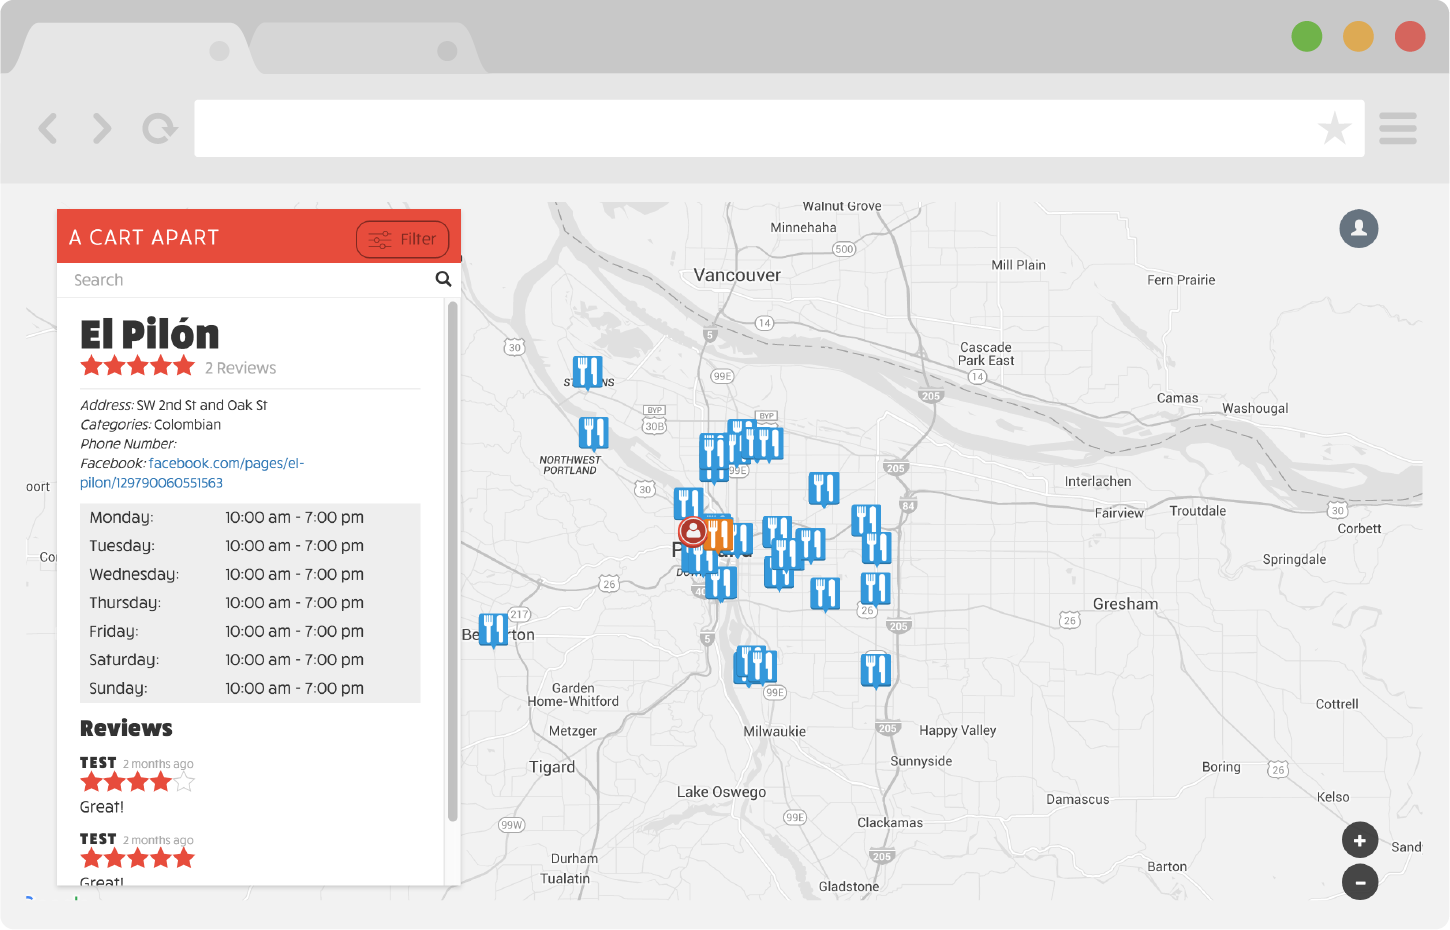 A CART APART
Filter
Search
El Pilón
2 Reviews
Address: SW 2nd St and Oak St
Categories: Colombian
Phone Number:
Facebook: facebook.com/pages/el-
pilon/129790060551563
Monday: 10:00 am - 7:00 pm
Tuesday: 10:00 am - 7:00 pm
Wednesday: 10:00 am - 7:00 pm
Thursday: 10:00 am - 7:00 pm
Friday: 10:00 am - 7:00 pm
Saturday: 10:00 am - 7:00 pm
Sunday: 10:00 am - 7:00 pm
Reviews
TEST 2 months ago
Great!
TEST 2 months ago
Great!
Walnut Grove
Minnehaha
500
Mill Plain
Vancouver
Fern Prairie
14
5
30
Cascade
Park East
99E
14
205
Camas
Washougal
BYP
30B
BYP
NORTHWEST
PORTLAND
99E
205
oort
30
Interlachen
84
Fairview
Troutdale
30
Corbett
Springdale
26
Gresham
217
26
26
205
5
Garden
Home-Whitford
99E
Cottrell
Metzger
Milwaukie
205
Happy Valley
Tigard
Sunnyside
Boring
26
Lake Oswego
Damascus
Kelso
99W
99E
Clackamas
+
Sand
Durham
205
Barton
Tualatin
Gladstone
-